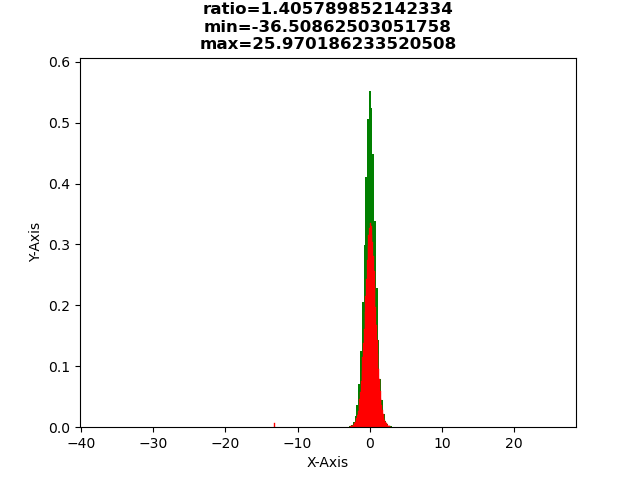 ratio=1.405789852142334
min=-36.50862503051758
max=25.970186233520508
0.6
0.5
0.4
0.3
0.2
0.1
0.0
Y-Axis
−40 −30 −20 −10 0 10 20
X-Axis